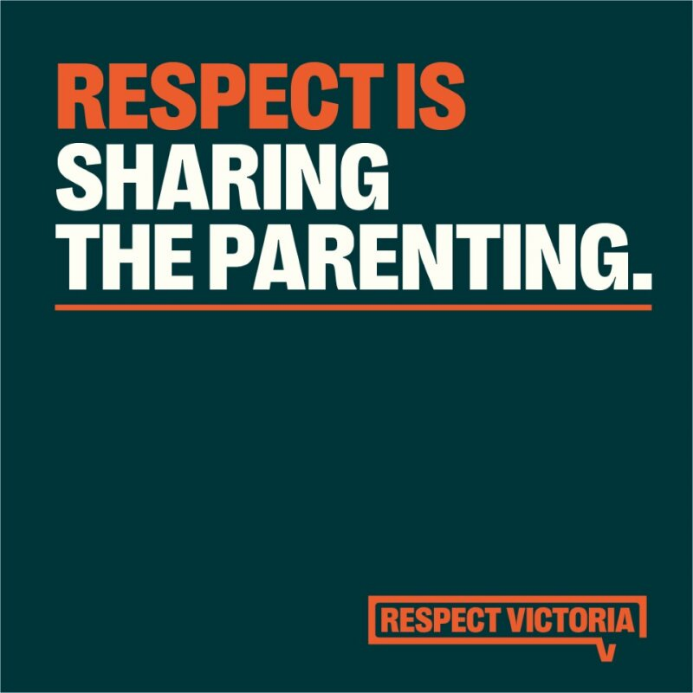 RESPECT IS
SHARING
THE PARENTING.
RESPECT VICTORIA